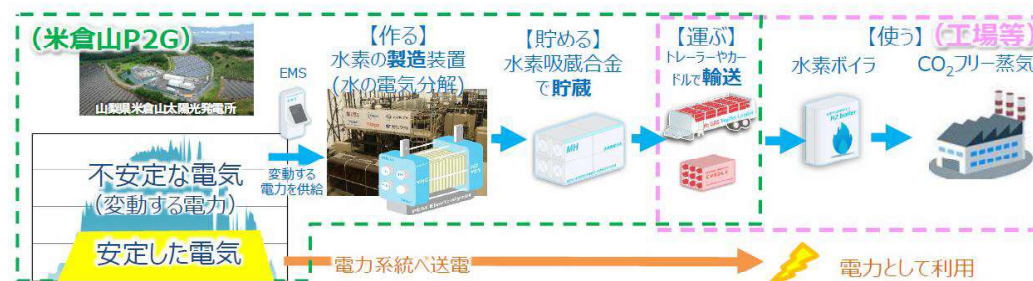 (米倉山P2G)
山梨県米倉山太陽光発電所
EMS
不安定な電気
(変動する電力)
安定した電気
変動する
電力を供給
【作る】
水素の製造装置
(水の電気分解)
【貯める】
水素吸蔵合金
で貯蔵
MH
【運ぶ】
トレーラーやカー
ドルで輸送
【使う】(工場等)
水素ボイラ
H2 Boiler
CO₂フリー蒸気
電力系統へ送電
電力として利用